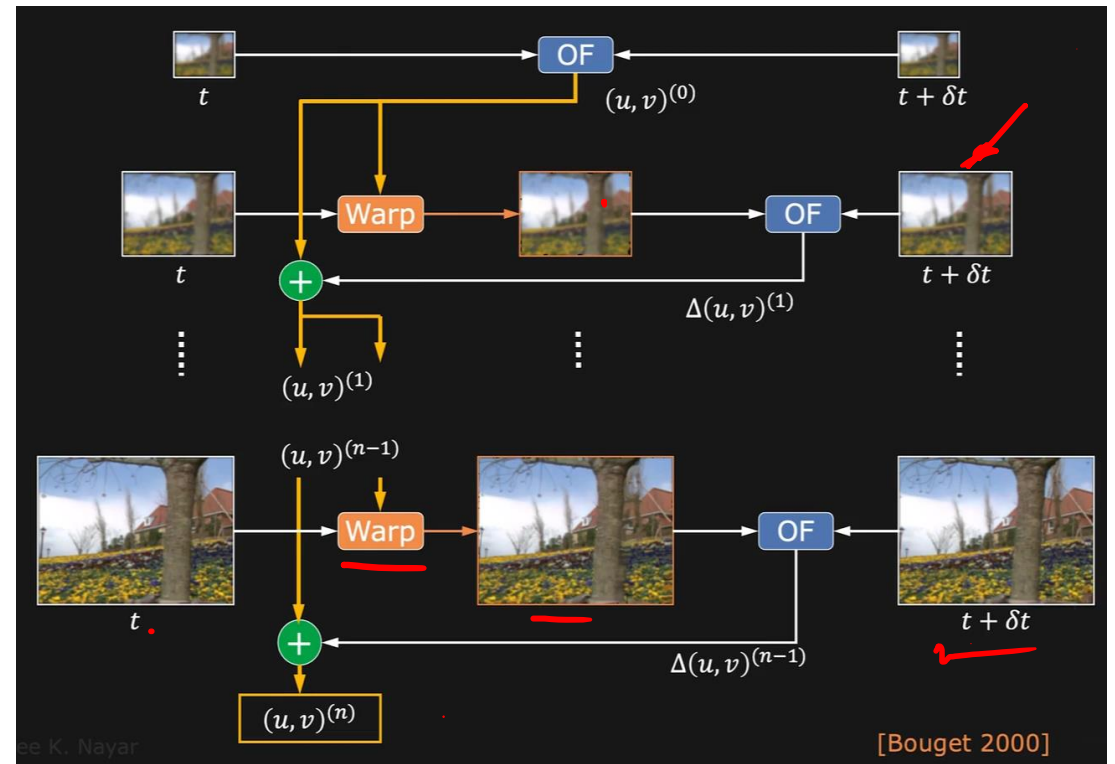 OF
t
(u, v)⁽⁰⁾
t + δt
Warp
OF
t
t + δt
+
Δ(u, v)⁽¹⁾
(u, v)⁽¹⁾
(u, v)⁽ⁿ⁻¹⁾
Warp
OF
t
t + δt
+
Δ(u, v)⁽ⁿ⁻¹⁾
(u, v)⁽ⁿ⁾
ee K. Nayar
[Bouget 2000]